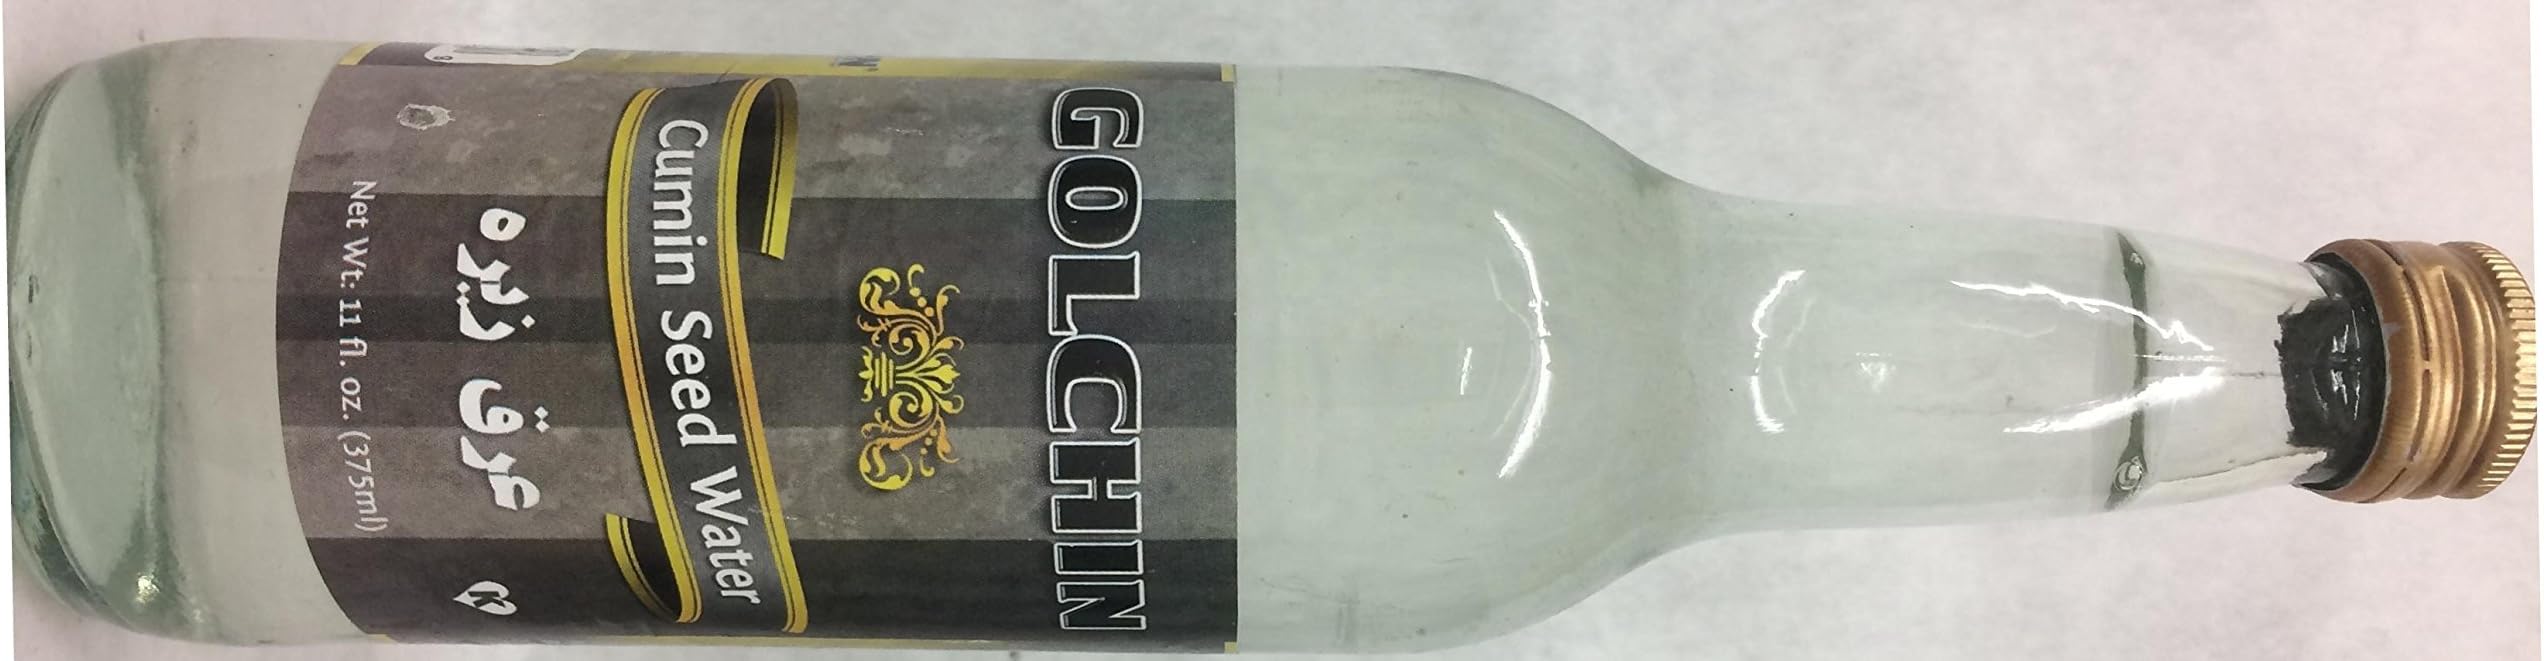 GOLCHIN
Cumin Seed Water
عرق زیره
K
Net Wt: 11 fl. oz. (375ml)